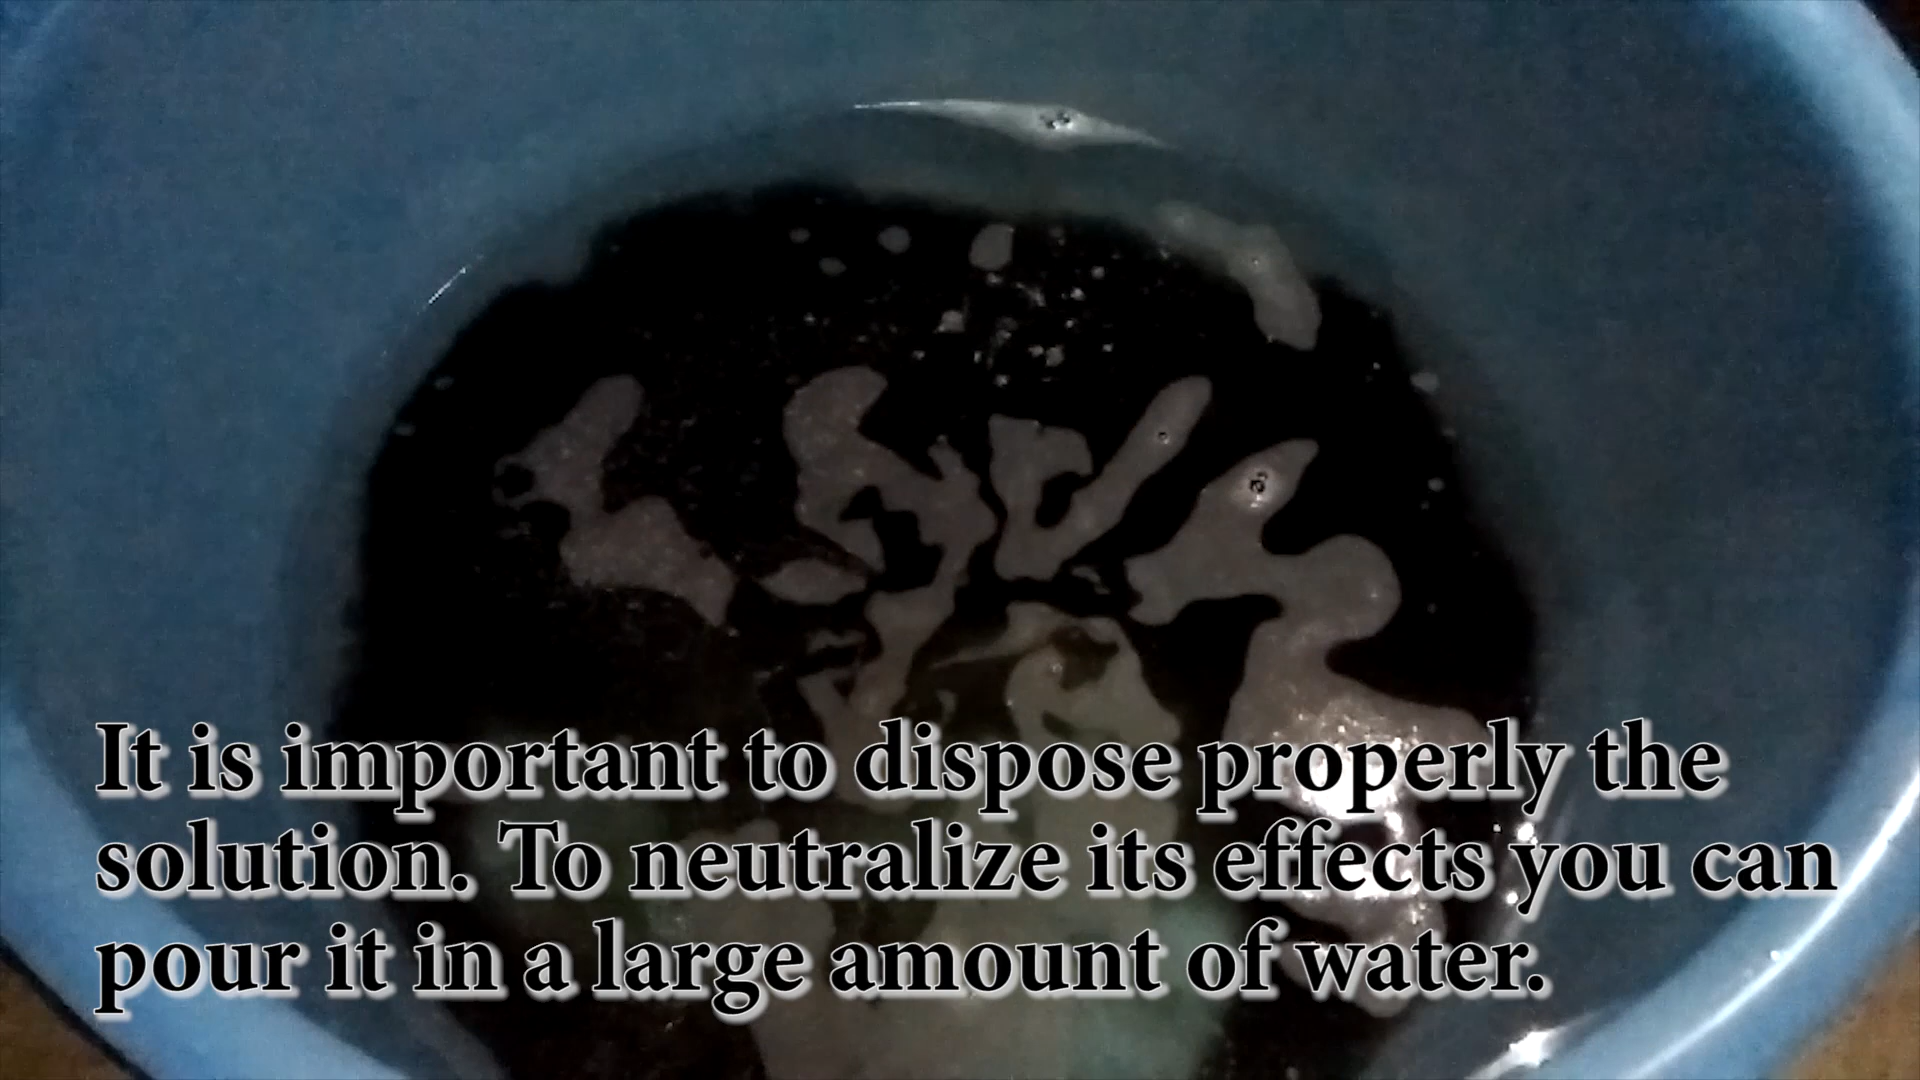 It is important to dispose properly the
solution. To neutralize its effects you can
pour it in a large amount of water.